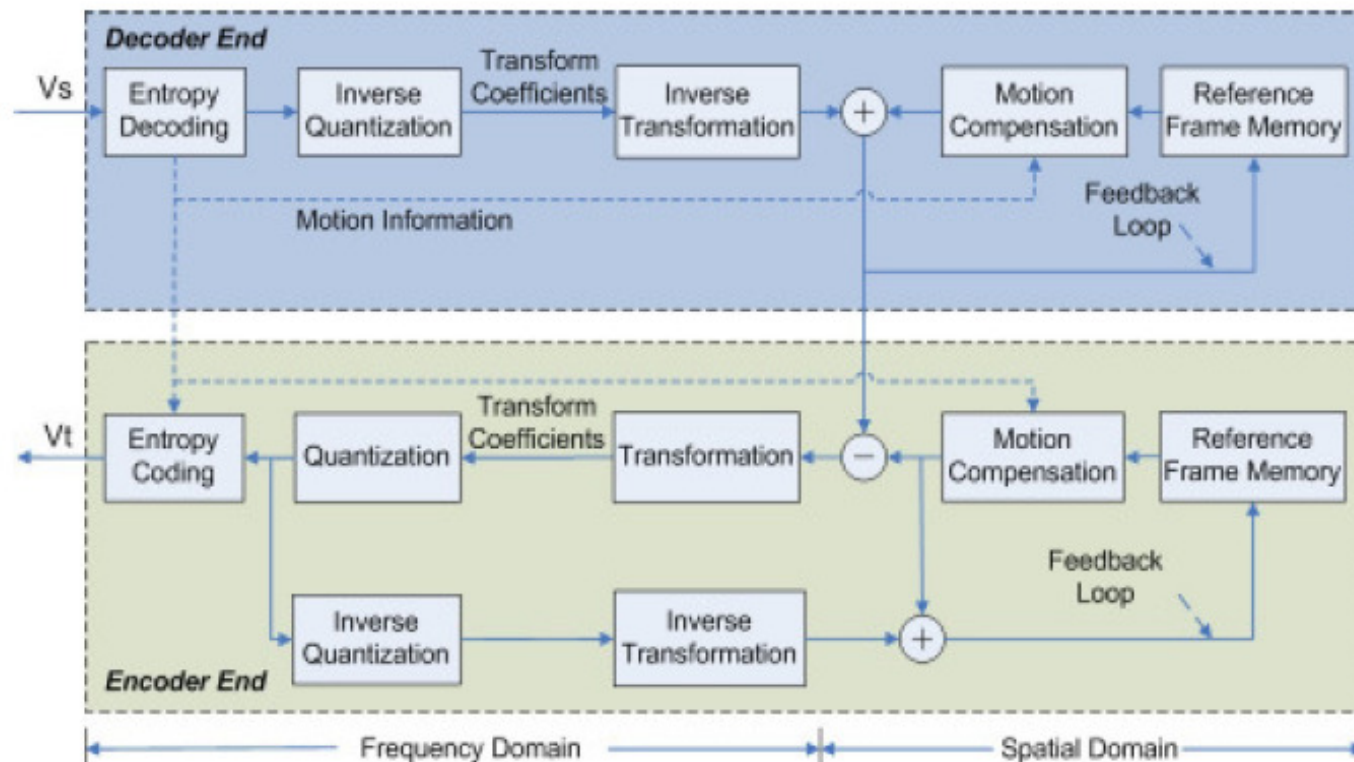 Decoder End
Vs
Entropy
Decoding
Inverse
Quantization
Transform
Coefficients
Inverse
Transformation
+
Motion
Compensation
Reference
Frame Memory
Motion Information
Feedback
Loop
Vt
Entropy
Coding
Quantization
Transform
Coefficients
Transformation
−
Motion
Compensation
Reference
Frame Memory
Feedback
Loop
Inverse
Quantization
Inverse
Transformation
+
Encoder End
Frequency Domain
Spatial Domain